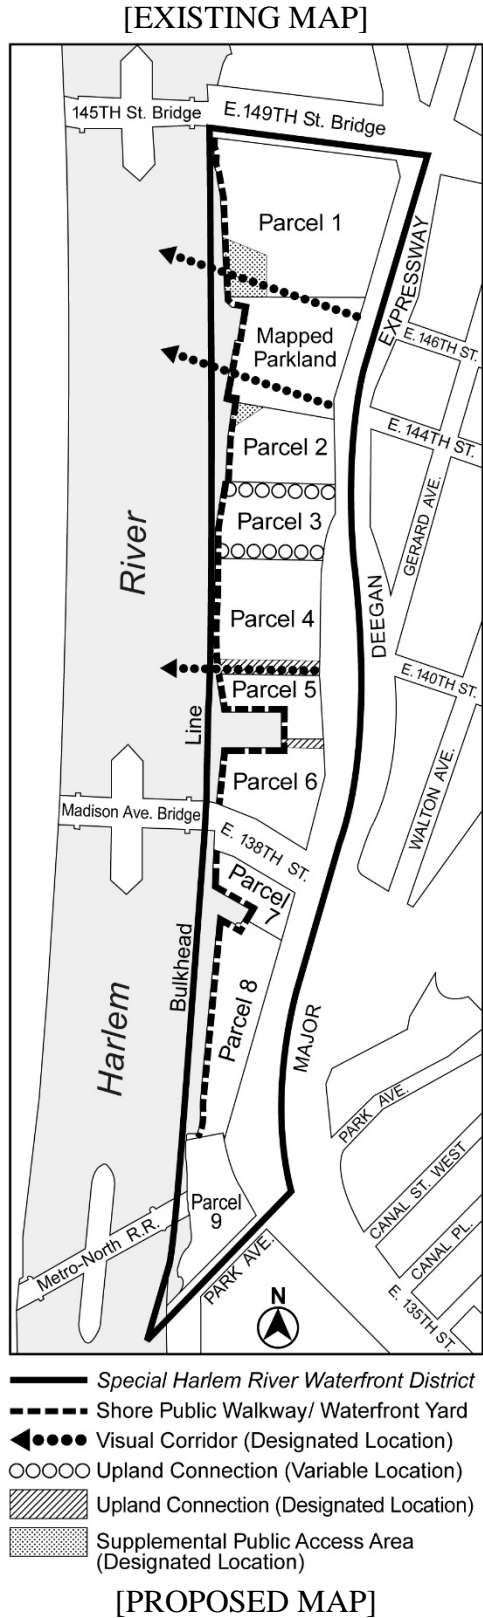 [EXISTING MAP]
145TH St. Bridge
E. 149TH St. Bridge
Parcel 1
EXPRESSWAY
E. 146TH ST.
Mapped
Parkland
E. 144TH ST.
Parcel 2
GERARD AVE.
Parcel 3
River
Parcel 4
DEEGAN
E. 140TH ST.
Parcel 5
Line
WALTON AVE.
Parcel 6
Madison Ave. Bridge
E. 138TH ST.
Parcel
7
Bulkhead
Parcel 8
Harlem
MAJOR
PARK AVE.
CANAL ST. WEST
Parcel
9
CANAL PL.
Metro-North R.R.
PARK AVE.
E. 135TH ST.
N
Special Harlem River Waterfront District
Shore Public Walkway/ Waterfront Yard
Visual Corridor (Designated Location)
Upland Connection (Variable Location)
Upland Connection (Designated Location)
Supplemental Public Access Area
(Designated Location)
[PROPOSED MAP]